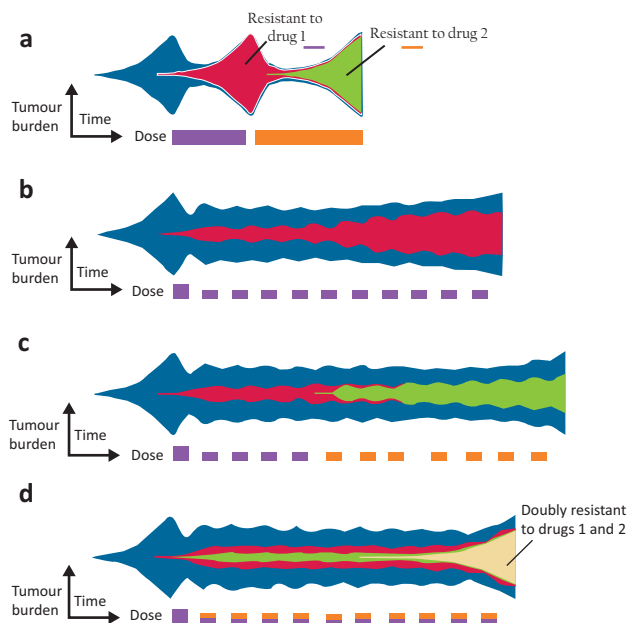 a
Resistant to
drug 1
Resistant to drug 2
Tumour
burden
Time
Dose
b
Tumour
burden
Time
Dose
c
Tumour
burden
Time
Dose
d
Doubly resistant
to drugs 1 and 2
Tumour
burden
Time
Dose